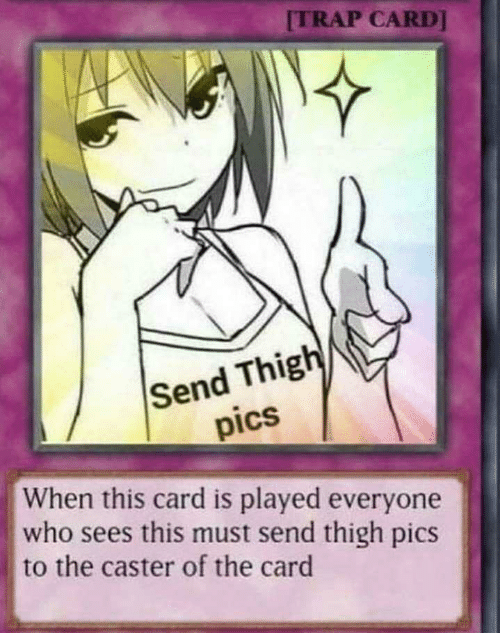 [TRAP CARD]
Send Thigh
pics
When this card is played everyone
who sees this must send thigh pics
to the caster of the card